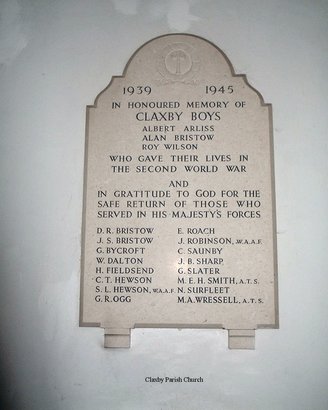 1939 1945
IN HONOURED MEMORY OF
CLAXBY BOYS
ALBERT ARLISS
ALAN BRISTOW
ROY WILSON
WHO GAVE THEIR LIVES IN
THE SECOND WORLD WAR
AND
IN GRATITUDE TO GOD FOR THE
SAFE RETURN OF THOSE WHO
SERVED IN HIS MAJESTY'S FORCES
D. R. BRISTOW E. ROACH
J. S. BRISTOW J. ROBINSON, W.A.A.F.
G. BYCROFT C. SAUNBY
W. DALTON J. B. SHARP.
H. FIELDSEND G. SLATER
C. T. HEWSON M. E. H. SMITH, A.T.S.
S. L. HEWSON, W.A.A.F. N. SURFLEET
G. R. OGG M. A. WRESSELL, A.T.S.
Claxby Parish Church